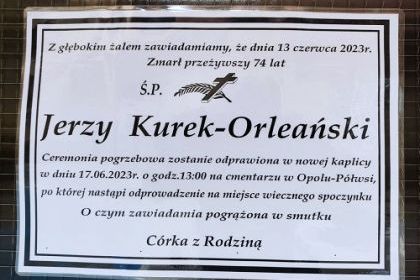 Z głębokim żalem zawiadamiamy, że dnia 13 czerwca 2023r.
Zmarł przeżywszy 74 lat
Ś.P.
Jerzy Kurek-Orleański
Ceremonia pogrzebowa zostanie odprawiona w nowej kaplicy
w dniu 17.06.2023r. o godz.13:00 na cmentarzu w Opolu-Półwsi,
po której nastąpi odprowadzenie na miejsce wiecznego spoczynku
O czym zawiadamia pogrążona w smutku
Córka z Rodziną